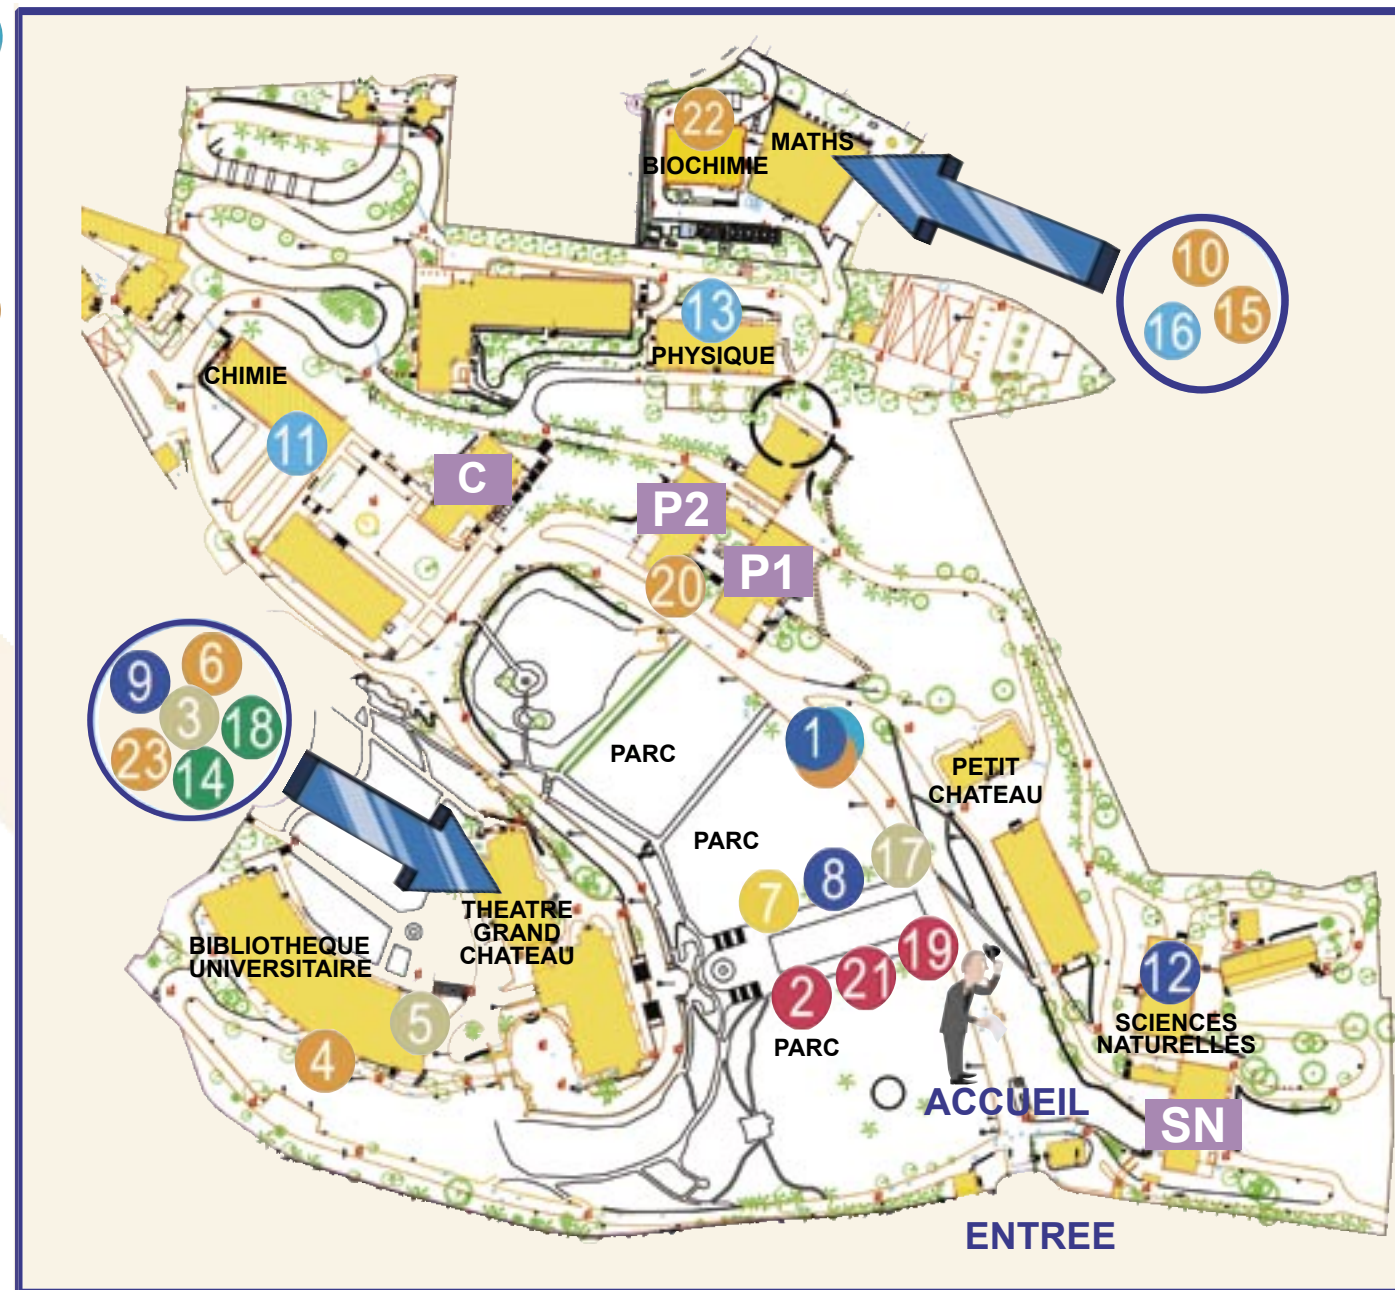 22
MATHS
BIOCHIMIE
10
15
16
13
PHYSIQUE
CHIMIE
11
C
P2
P1
20
6
9
3
18
23
14
1
PARC
PETIT
CHATEAU
PARC
17
8
7
THEATRE
GRAND
CHATEAU
BIBLIOTHEQUE
UNIVERSITAIRE
19
21
2
12
5
4
SCIENCES
NATURELLES
PARC
ACCUEIL
SN
ENTREE